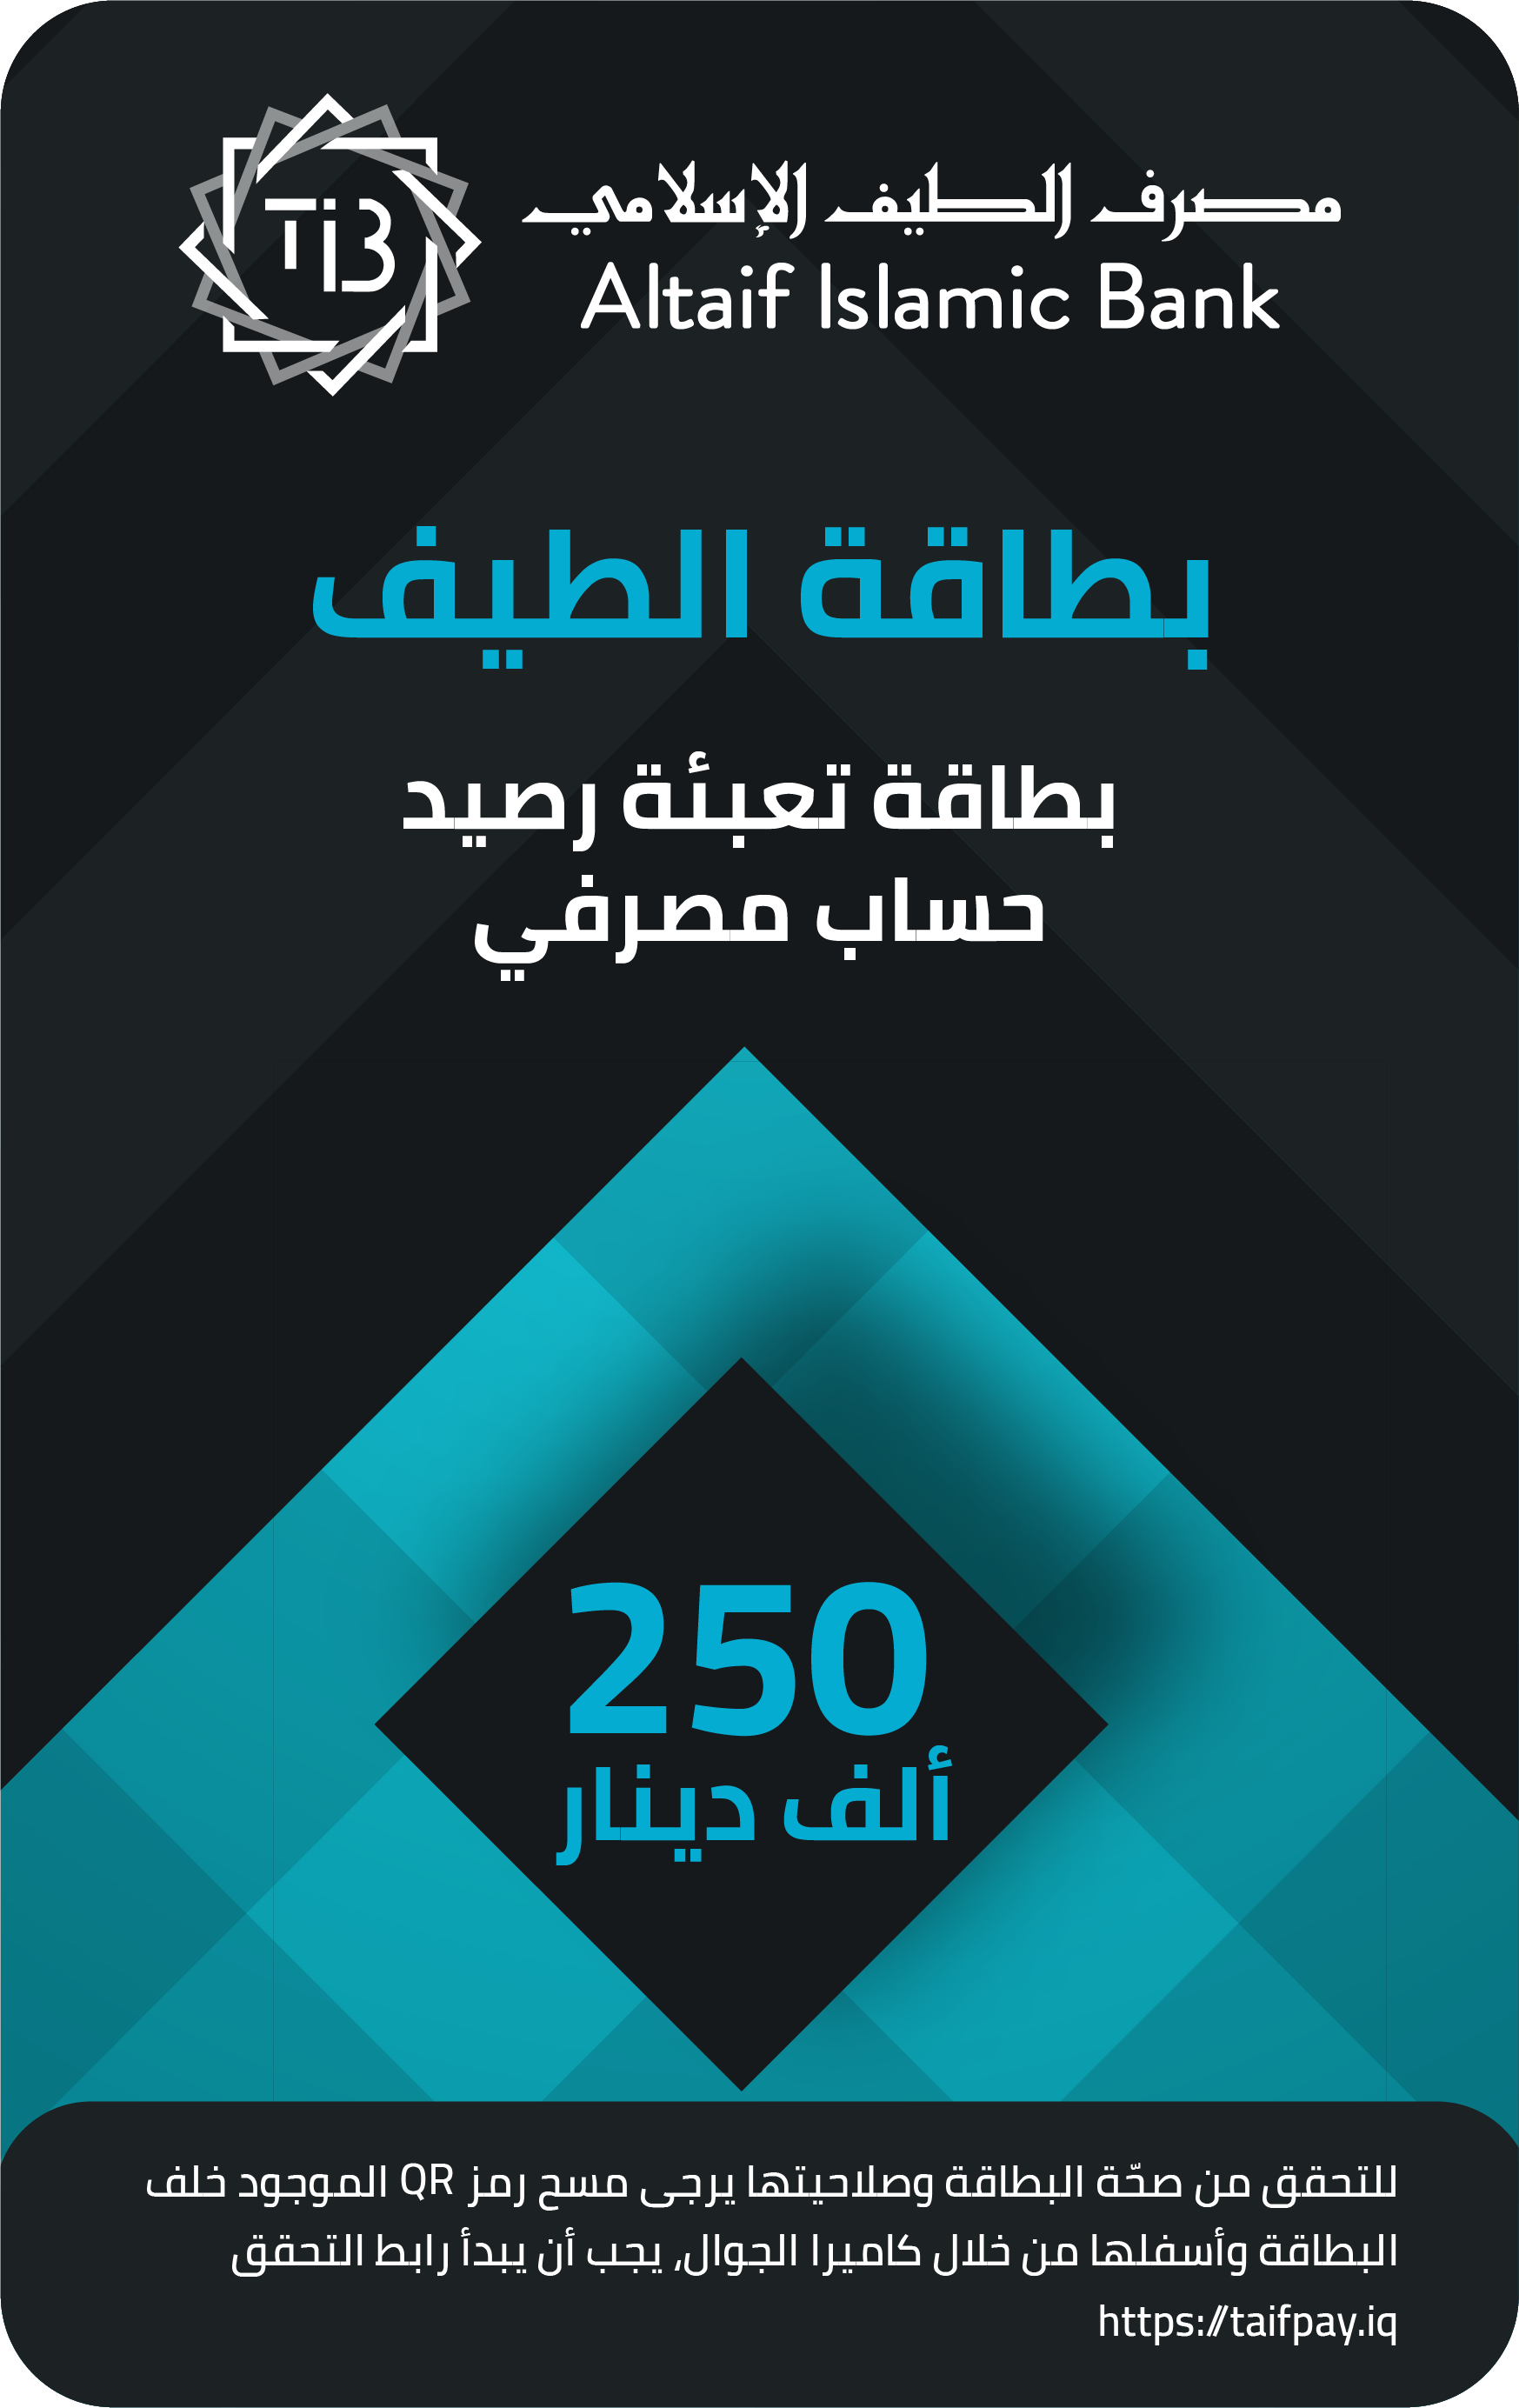 TIB
مصرف الطيف الإسلامي
Altaif Islamic Bank
بطاقة الطيف
بطاقة تعبئة رصيد
حساب مصرفي
250
ألف دينار
للتحقق من صحّة البطاقة وصلاحيتها يرجى مسح رمز QR الموجود خلف
البطاقة وأسفلها من خلال كاميرا الجوال، يجب أن يبدأ رابط التحقق
https://taifpay.iq